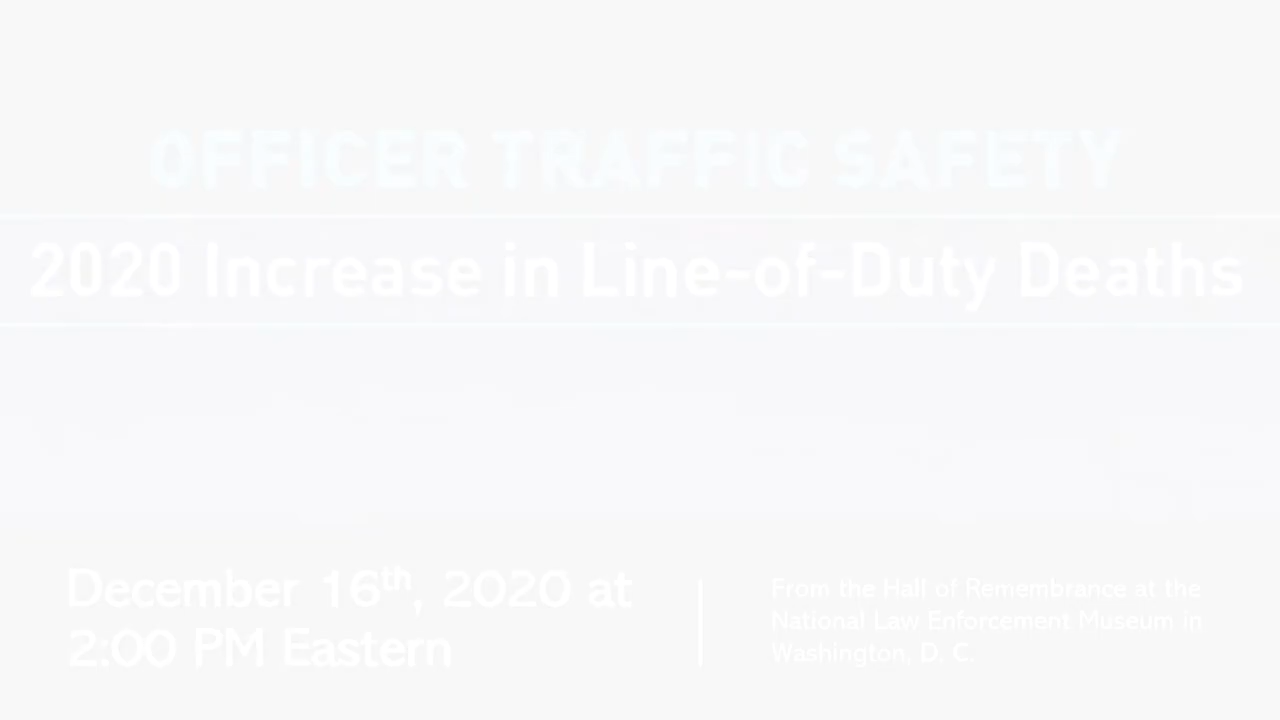 OFFICER TRAFFIC SAFETY
2020 Increase in Line-of-Duty Deaths
December 16th, 2020 at
2:00 PM Eastern
From the Hall of Remembrance at the
National Law Enforcement Museum in
Washington, D. C.